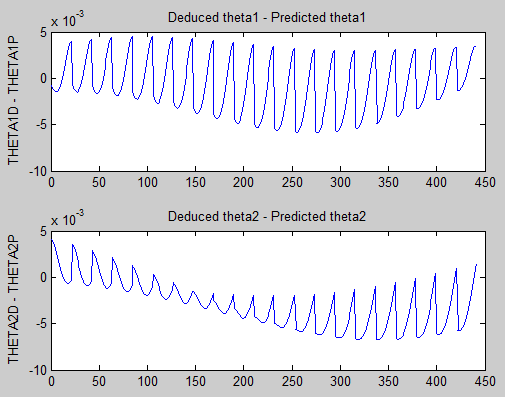 Deduced theta1 - Predicted theta1
x 10⁻³
THETA1D - THETA1P
5
0
-5
-10
0 50 100 150 200 250 300 350 400 450
Deduced theta2 - Predicted theta2
x 10⁻³
THETA2D - THETA2P
5
0
-5
-10
0 50 100 150 200 250 300 350 400 450